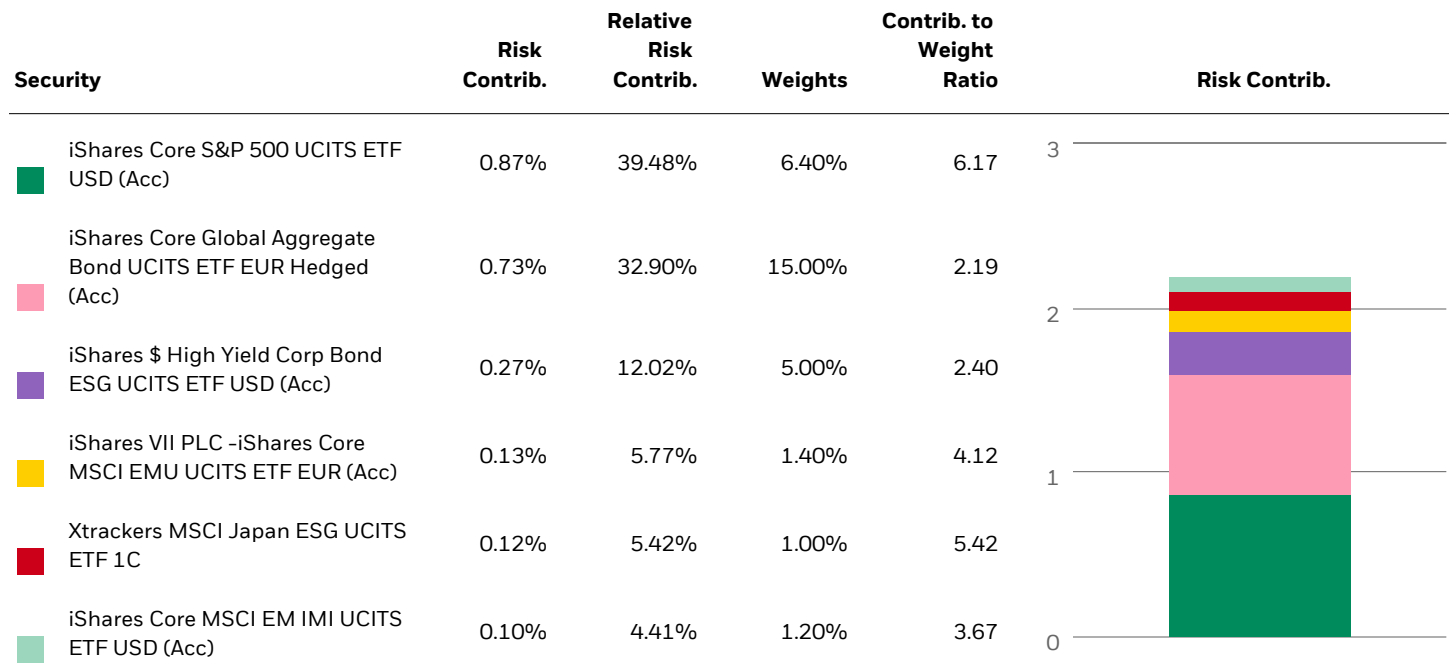 Security Risk Contrib. Relative Risk Contrib. Weights Contrib. to Weight Ratio Risk Contrib.
iShares Core S&P 500 UCITS ETF
USD (Acc)
0.87% 39.48% 6.40% 6.17
iShares Core Global Aggregate
Bond UCITS ETF EUR Hedged
(Acc)
0.73% 32.90% 15.00% 2.19
iShares $ High Yield Corp Bond
ESG UCITS ETF USD (Acc)
0.27% 12.02% 5.00% 2.40
iShares VII PLC -iShares Core
MSCI EMU UCITS ETF EUR (Acc)
0.13% 5.77% 1.40% 4.12
Xtrackers MSCI Japan ESG UCITS
ETF 1C
0.12% 5.42% 1.00% 5.42
iShares Core MSCI EM IMI UCITS
ETF USD (Acc)
0.10% 4.41% 1.20% 3.67
3
2
1
0